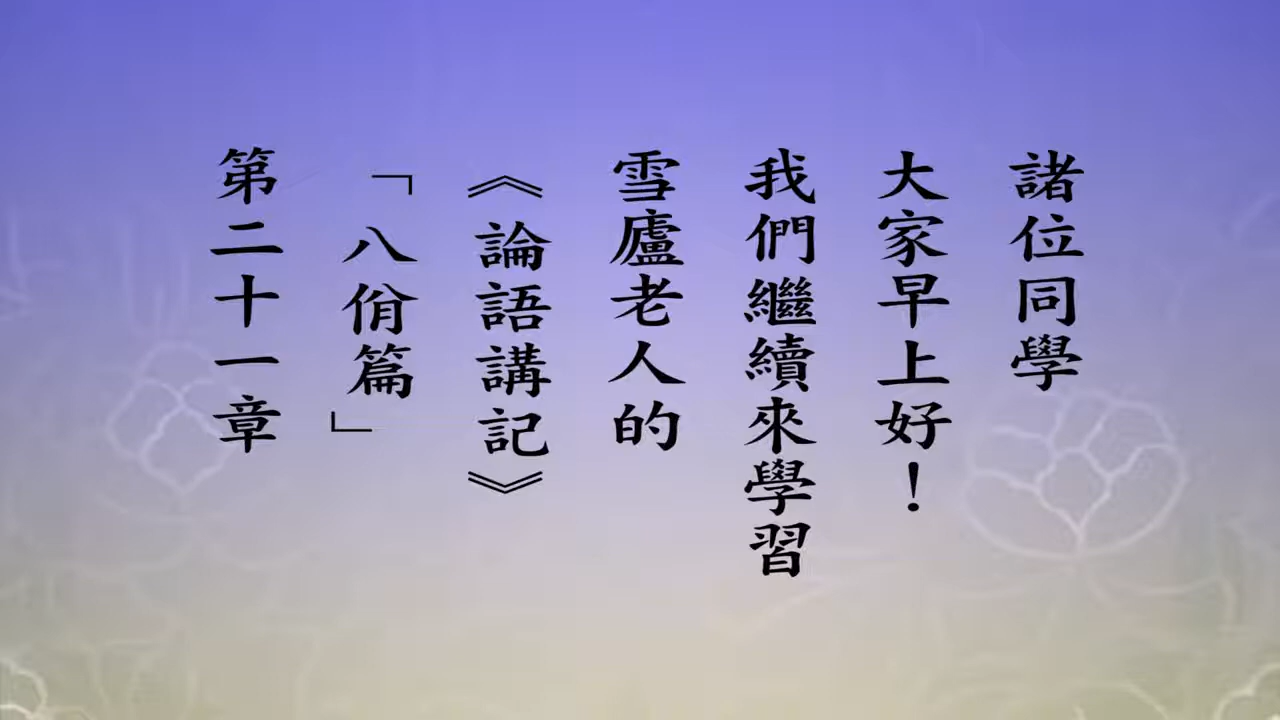 諸位同學
大家早上好！
我們繼續來學習
雪廬老人的
《論語講記》
「八佾篇」
第二十一章